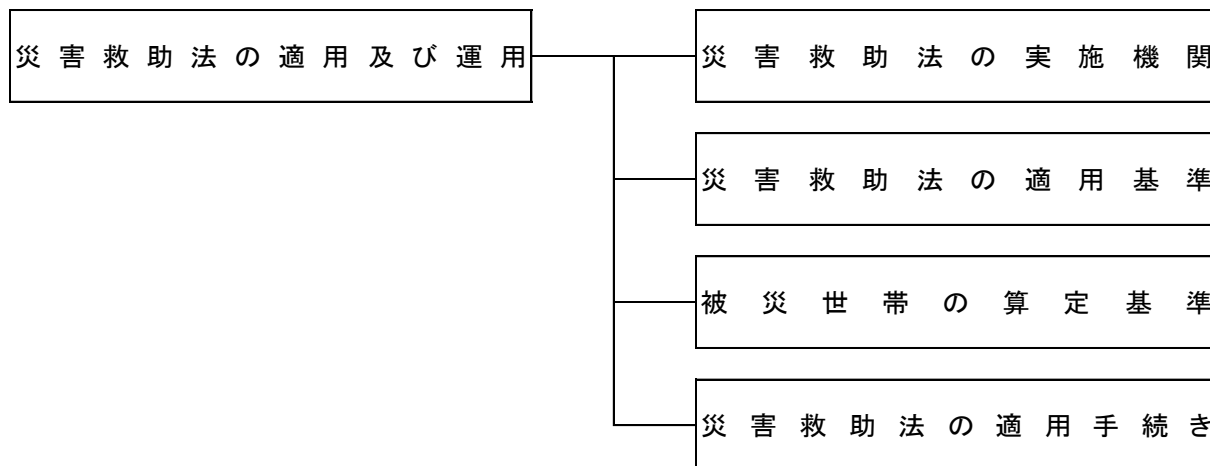 災害救助法の適用及び運用
災害救助法の実施機関
災害救助法の適用基準
被災世帯の算定基準
災害救助法の適用手続き